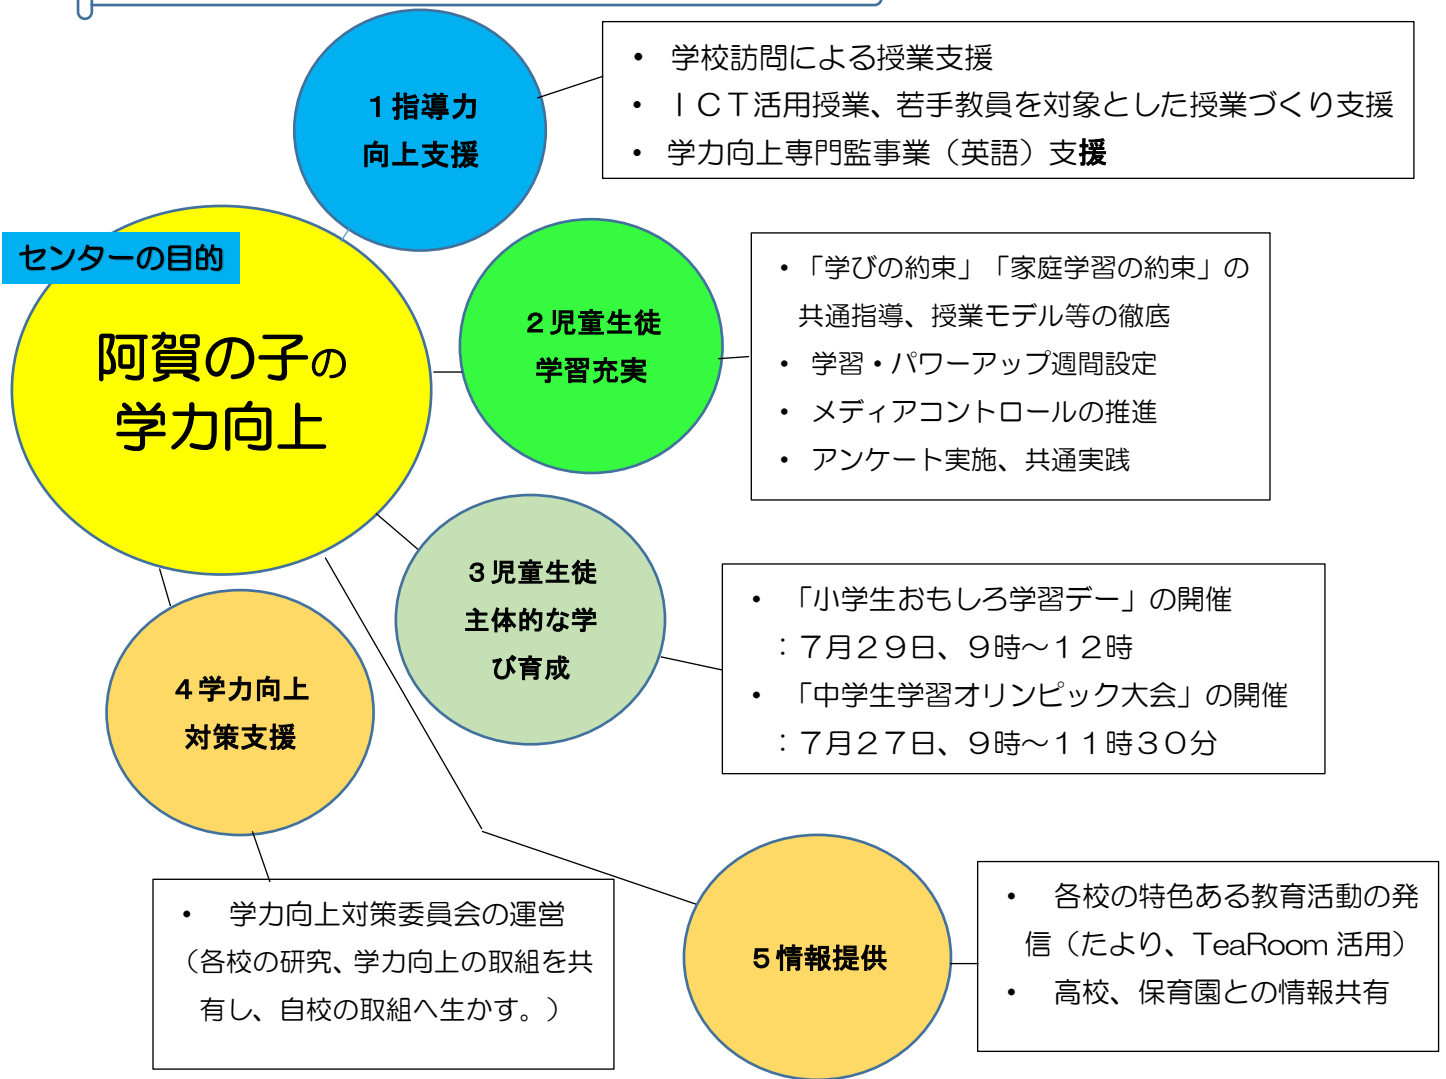 1指導力
向上支援
・ 学校訪問による授業支援
・ ICT活用授業、若手教員を対象とした授業づくり支援
・ 学力向上専門監事業（英語）支援
センターの目的
阿賀の子の
学力向上
2児童生徒
学習充実
・「学びの約束」「家庭学習の約束」の
共通指導、授業モデル等の徹底
・ 学習・パワーアップ週間設定
・ メディアコントロールの推進
・ アンケート実施、共通実践
3児童生徒
主体的な学
び育成
・ 「小学生おもしろ学習デー」の開催
：7月29日、9時～12時
・ 「中学生学習オリンピック大会」の開催
：7月27日、9時～11時30分
4学力向上
対策支援
・ 学力向上対策委員会の運営
（各校の研究、学力向上の取組を共
有し、自校の取組へ生かす。）
5情報提供
・ 各校の特色ある教育活動の発
信（たより、TeaRoom 活用）
・ 高校、保育園との情報共有